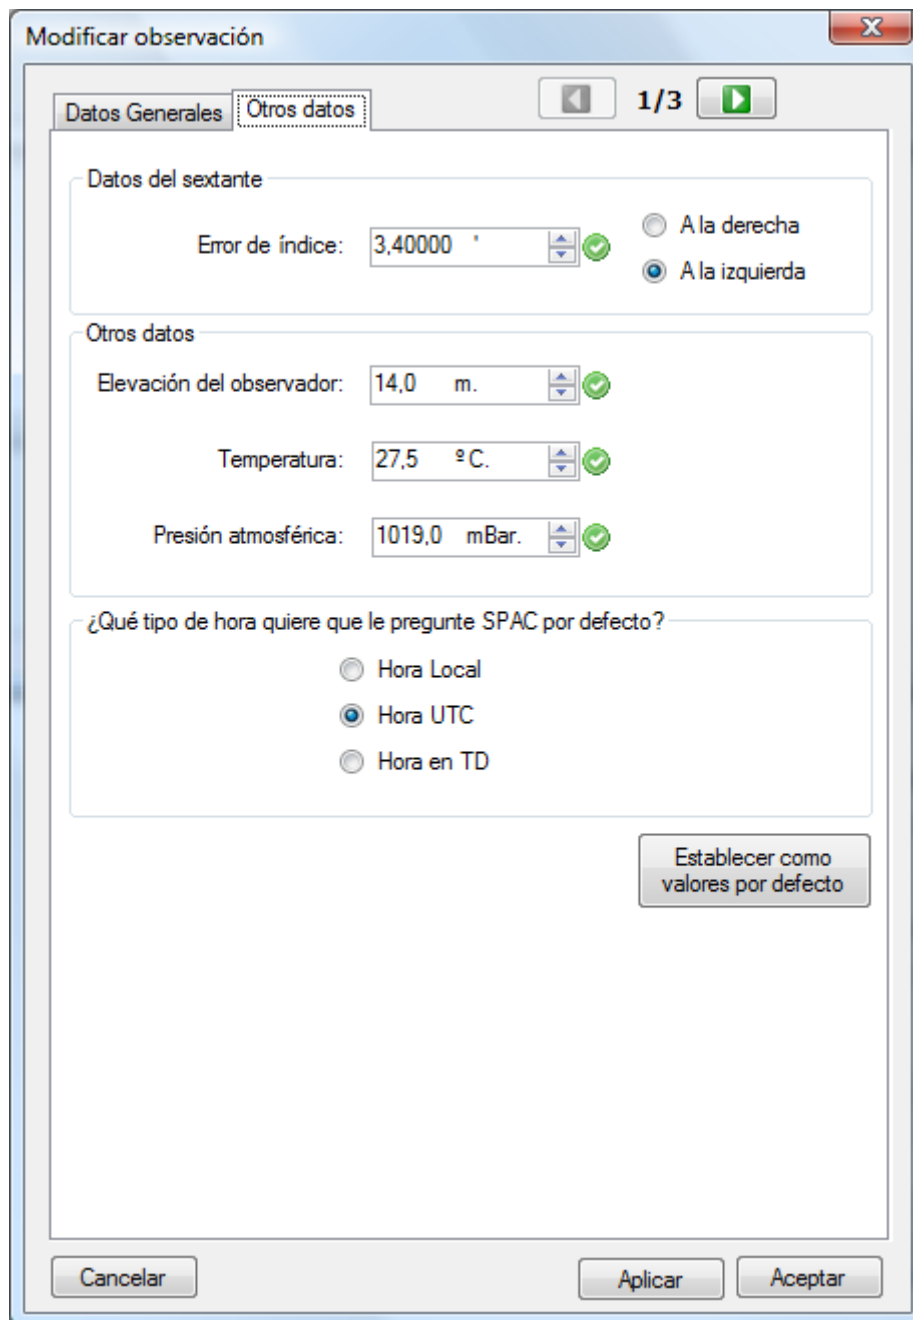 Modificar observación
Datos Generales
Otros datos
1/3
Datos del sextante
Error de índice:
3,40000 '
A la derecha
A la izquierda
Otros datos
Elevación del observador:
14,0 m.
Temperatura:
27,5 ºC.
Presión atmosférica:
1019,0 mBar.
¿Qué tipo de hora quiere que le pregunte SPAC por defecto?
Hora Local
Hora UTC
Hora en TD
Establecer como
valores por defecto
Cancelar
Aplicar
Aceptar